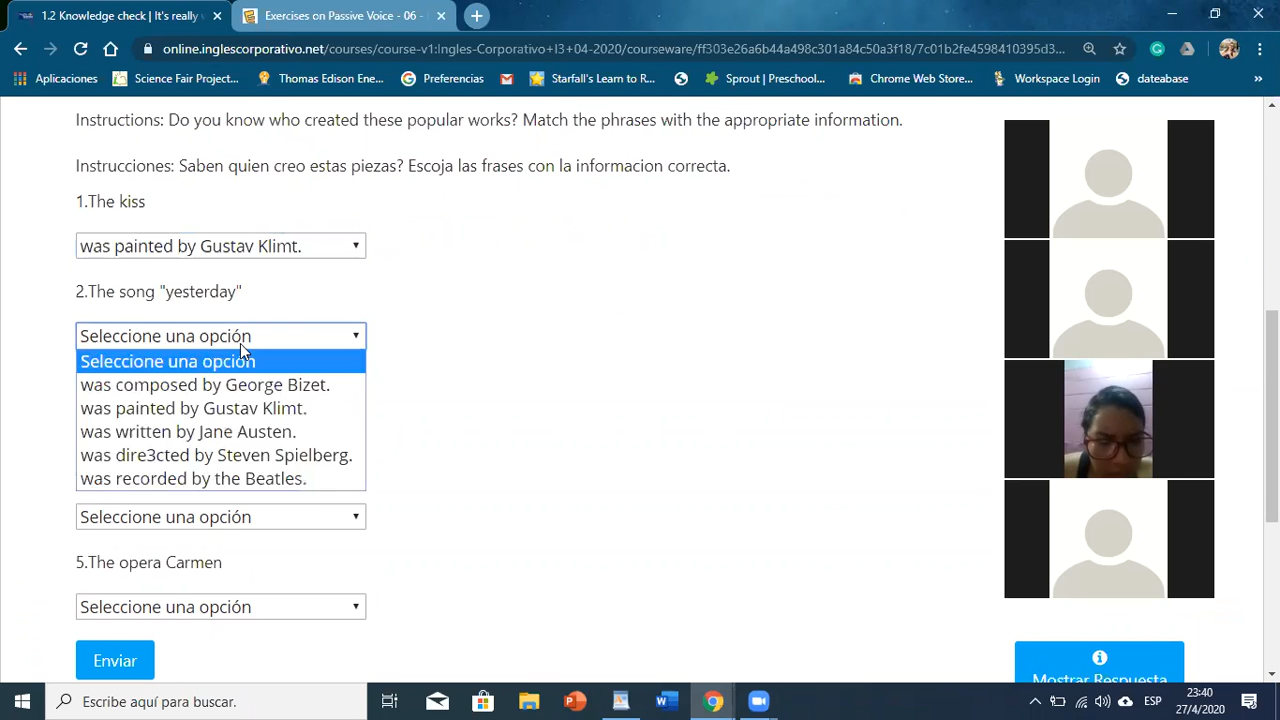 1.2 Knowledge check | It's really
Exercises on Passive Voice - 06 -
online.inglescorporativo.net/courses/course-v1:Ingles-Corporativo+I3+04-2020/courseware/ff303e26a6b44a498c301a84c50a3f18/7c01b2fe4598410395d3...
Aplicaciones Science Fair Project... Thomas Edison Ene... Preferencias Starfall's Learn to R... Sprout | Preschool... Chrome Web Store... Workspace Login dateabase
Instructions: Do you know who created these popular works? Match the phrases with the appropriate information.
Instrucciones: Saben quien creo estas piezas? Escoja las frases con la informacion correcta.
1.The kiss
was painted by Gustav Klimt.
2.The song "yesterday"
Seleccione una opción
Seleccione una opción
was composed by George Bizet.
was painted by Gustav Klimt.
was written by Jane Austen.
was dire3cted by Steven Spielberg.
was recorded by the Beatles.
Seleccione una opción
5.The opera Carmen
Seleccione una opción
Enviar
Mostrar Respuesta
Escribe aquí para buscar.
ESP
23:40
27/4/2020